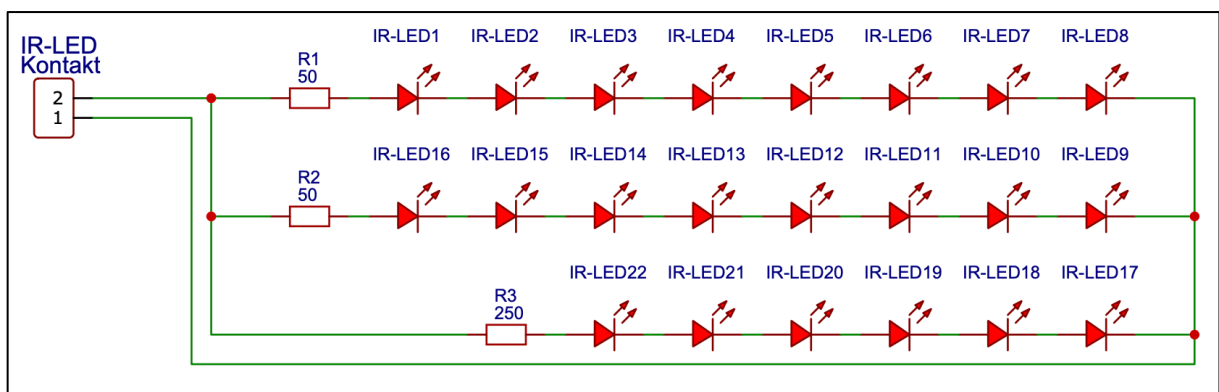 IR-LED
Kontakt
2
1
R1
50
IR-LED1 IR-LED2 IR-LED3 IR-LED4 IR-LED5 IR-LED6 IR-LED7 IR-LED8
R2
50
IR-LED16 IR-LED15 IR-LED14 IR-LED13 IR-LED12 IR-LED11 IR-LED10 IR-LED9
R3
250
IR-LED22 IR-LED21 IR-LED20 IR-LED19 IR-LED18 IR-LED17